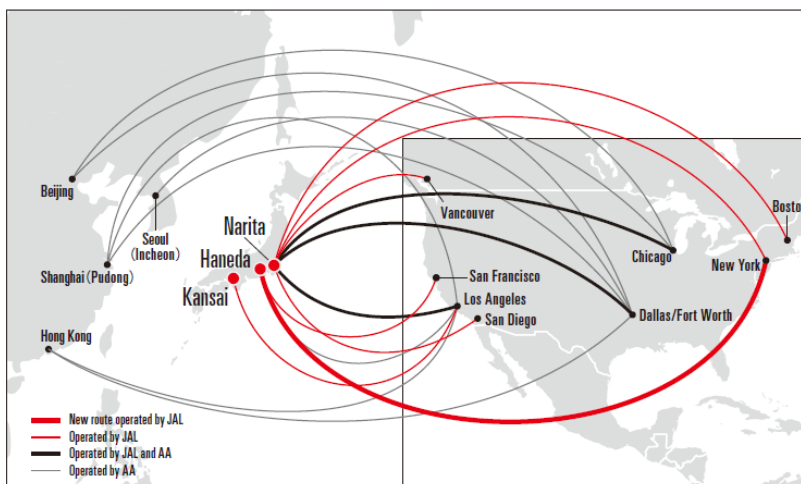 Beijing
Seoul
(Incheon)
Shanghai (Pudong)
Hong Kong
Narita
Haneda
Kansai
Vancouver
San Francisco
Los Angeles
San Diego
Chicago
Bosto
New York
Dallas/Fort Worth
New route operated by JAL
Operated by JAL
Operated by JAL and AA
Operated by AA